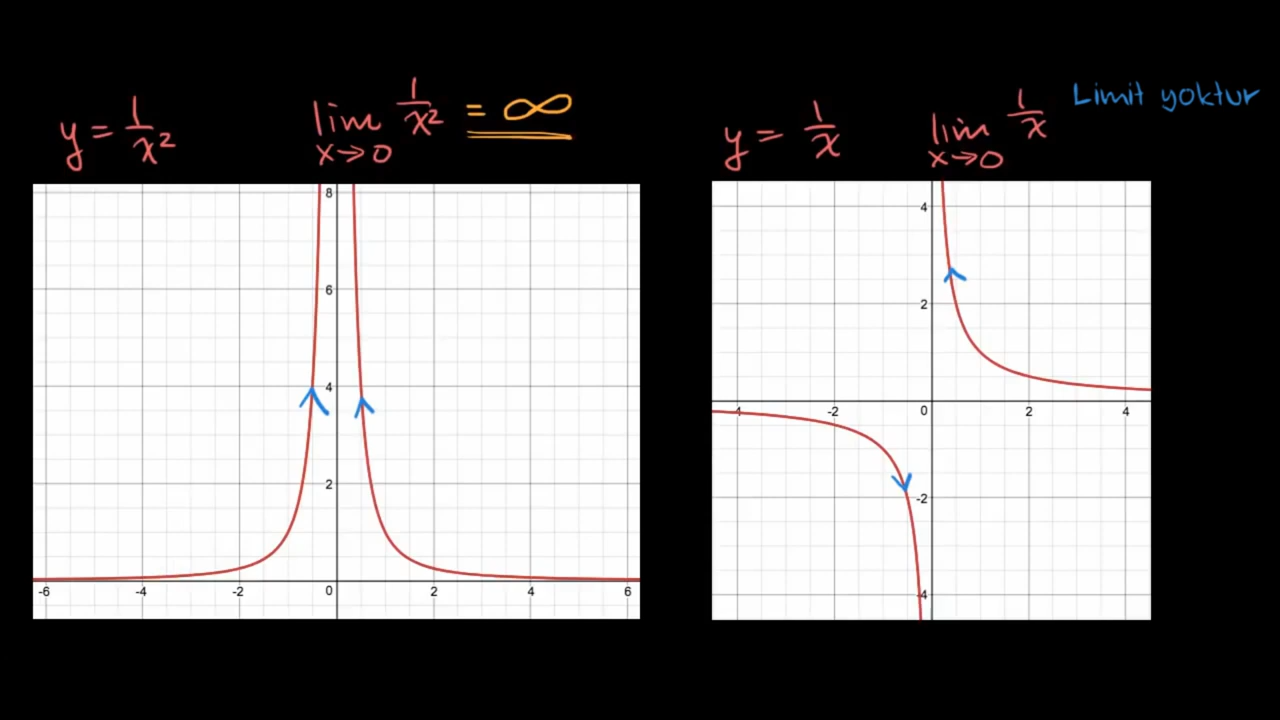 y = 1/x²
lim x→0 1/x² = ∞
8
6
4
2
-6 -4 -2 0 2 4 6
y = 1/x
lim x→0 1/x Limit yoktur
4
2
-4 -2 0 2 4
-2
-4